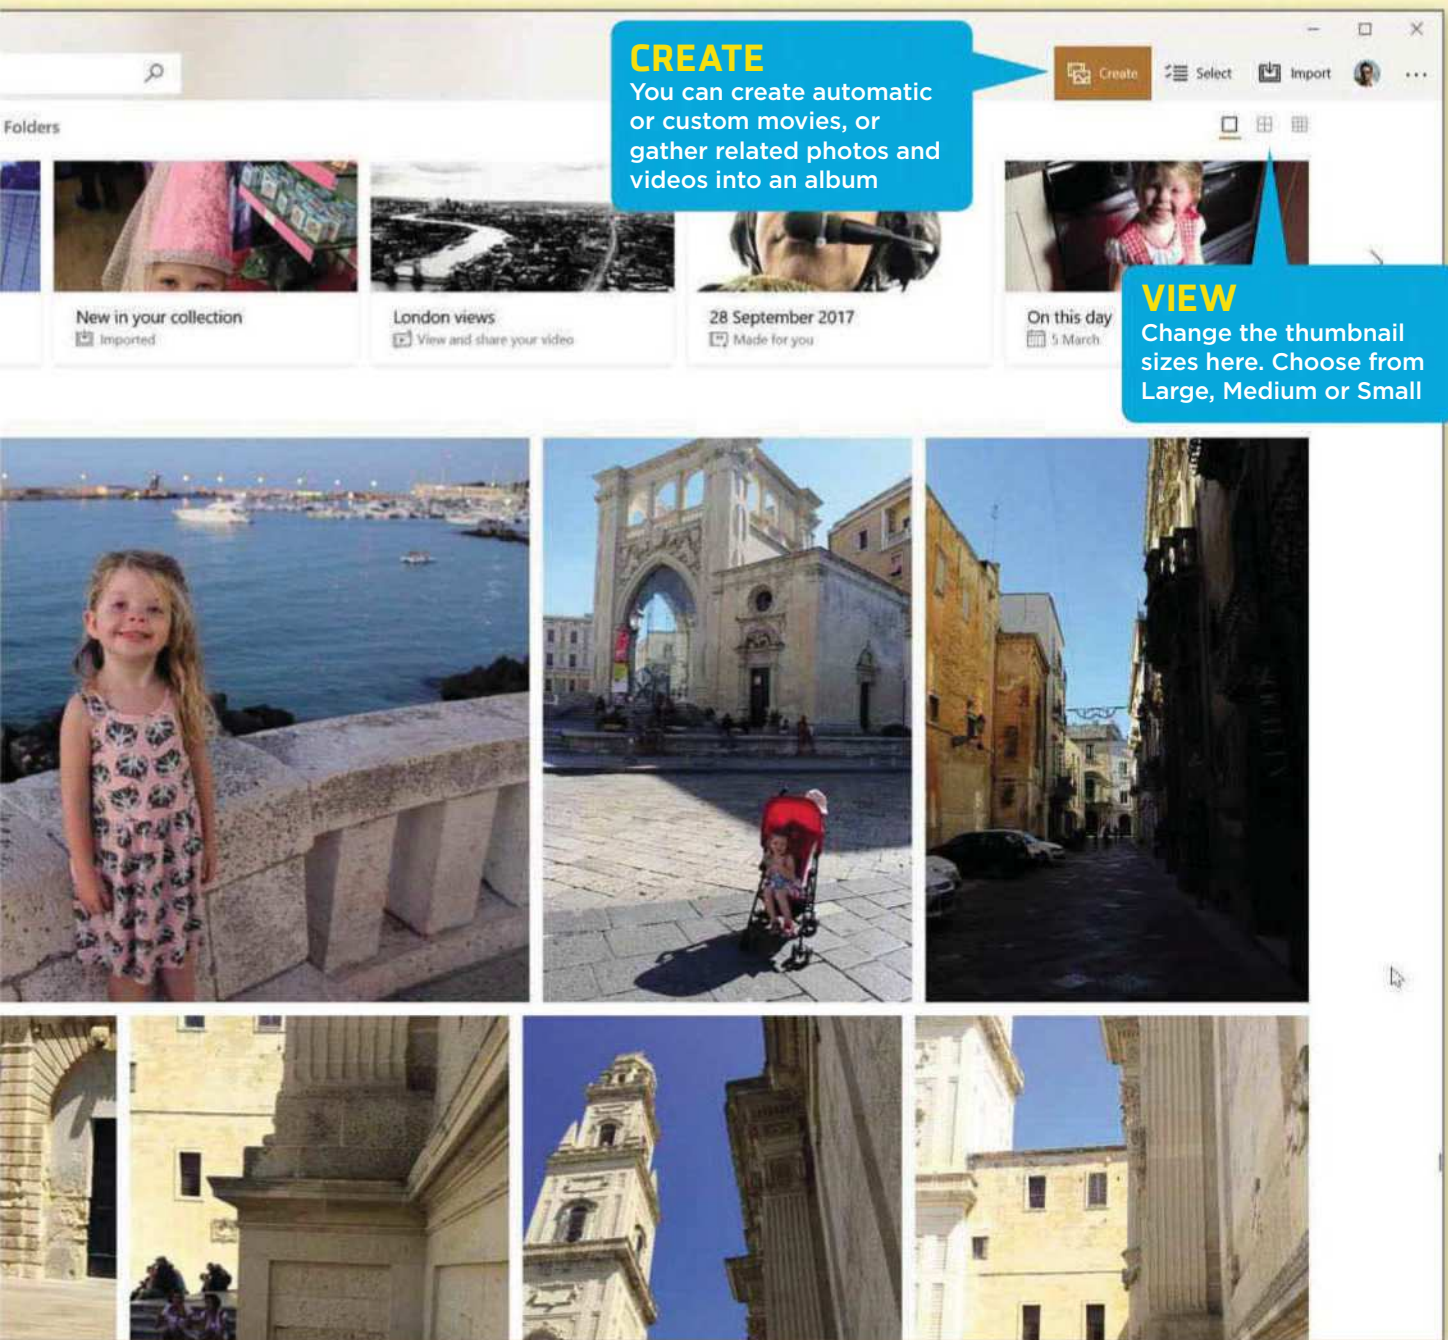 CREATE
You can create automatic
or custom movies, or
gather related photos and
videos into an album
Create
Select
Import
Folders
New in your collection
Imported
London views
View and share your video
28 September 2017
Made for you
On this day
5 March
VIEW
Change the thumbnail
sizes here. Choose from
Large, Medium or Small